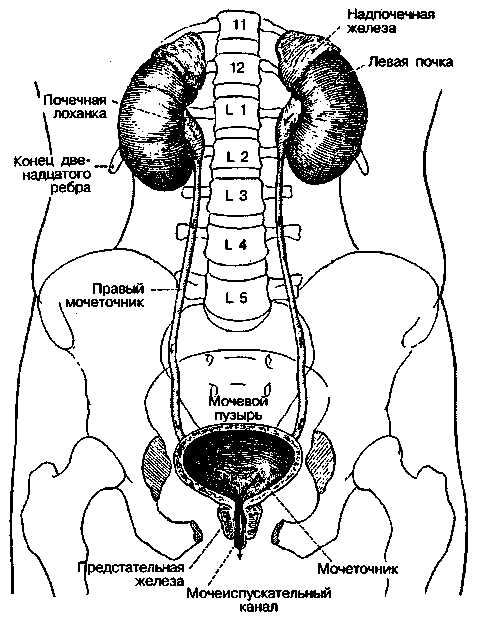 11
Надпочечная
железа
12
Левая почка
Почечная
лоханка
L 1
Конец две-
надцатого
ребра
L 2
L 3
L 4
Правый
мочеточник
L 5
Мочевой
пузырь
Предстательная
железа
Мочеточник
Мочеиспускательный
канал